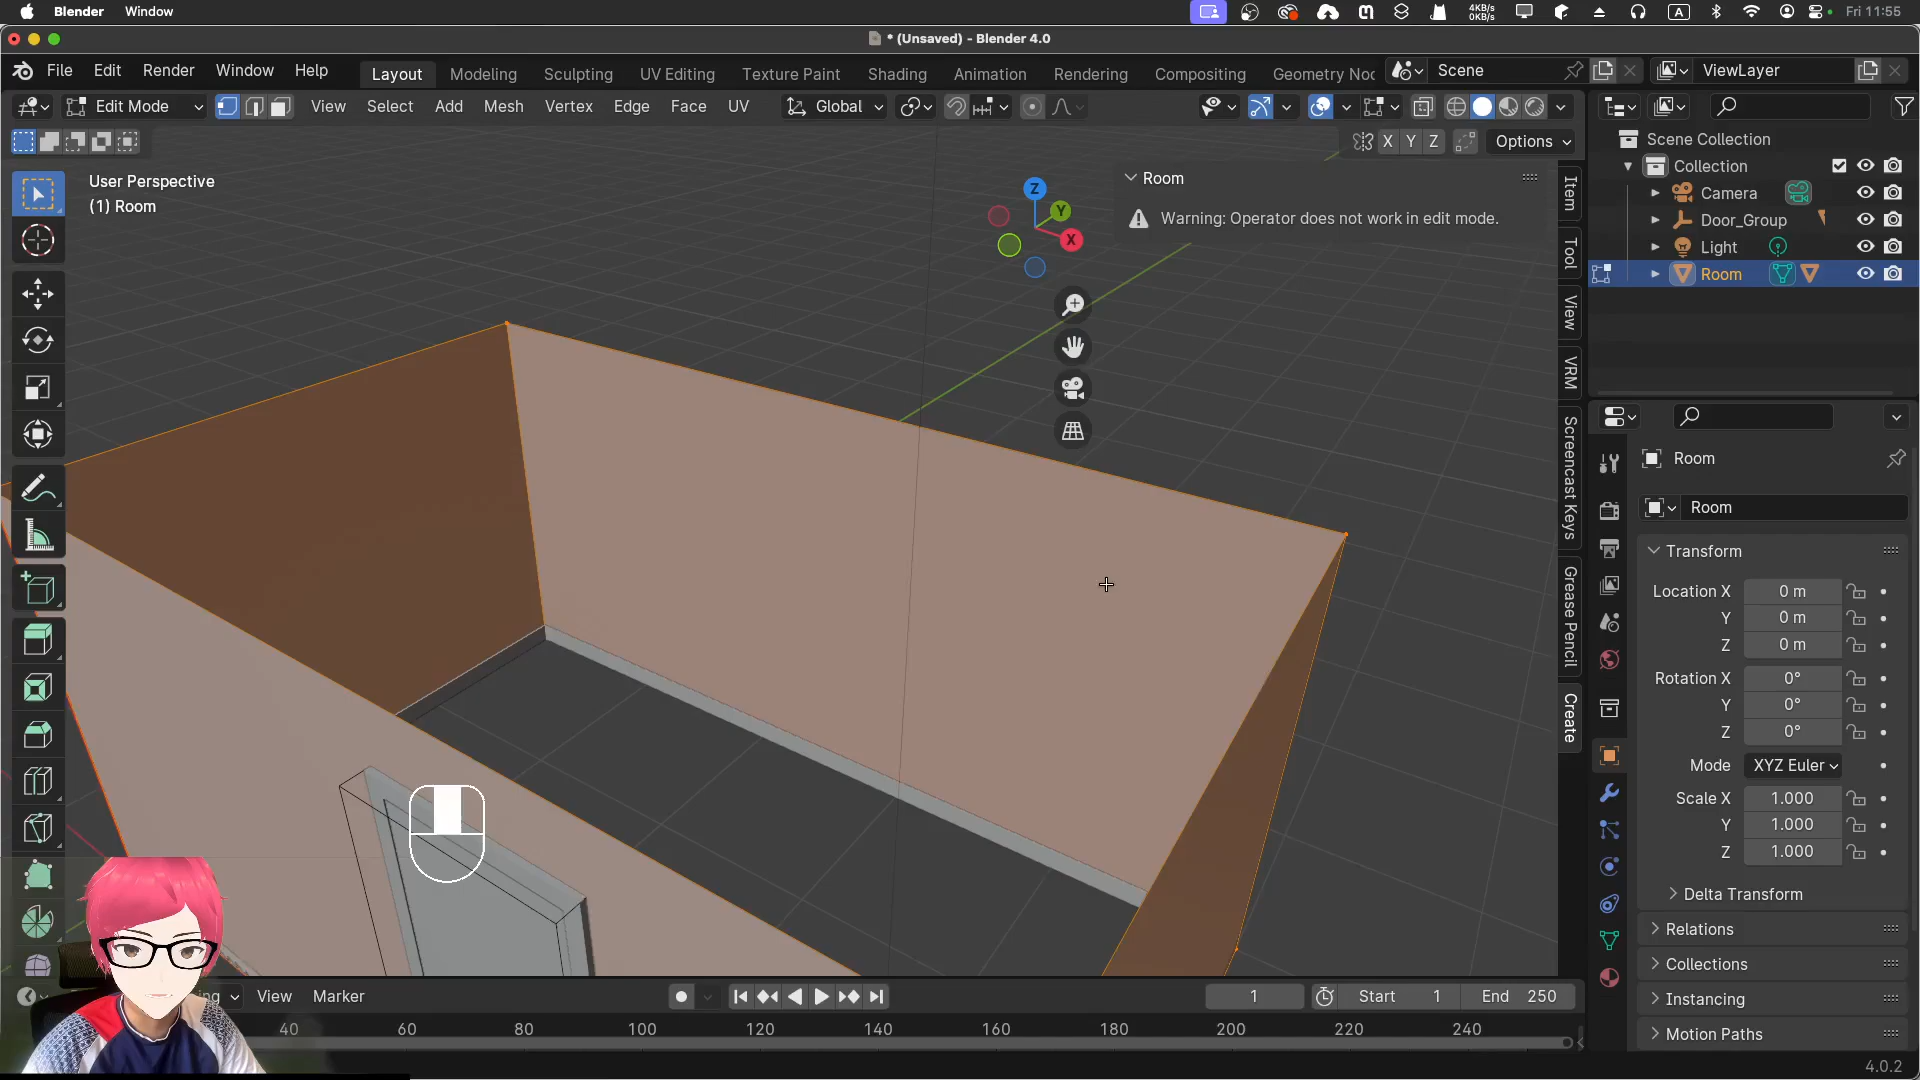 Blender Window
4KB/s
0KB/s
A
Fri 11:55
* (Unsaved) - Blender 4.0
File Edit Render Window Help
Layout Modeling Sculpting UV Editing Texture Paint Shading Animation Rendering Compositing Geometry Noc
Scene
ViewLayer
Edit Mode View Select Add Mesh Vertex Edge Face UV Global
X Y Z Options
User Perspective
(1) Room
Z
Y
X
Room
Warning: Operator does not work in edit mode.
Item
Tool
View
VRM
Screencast Keys
Grease Pencil
Create
Scene Collection
Collection
Camera
Door_Group
Light
Room
Room
Room
Transform
Location X 0 m
Y 0 m
Z 0 m
Rotation X 0°
Y 0°
Z 0°
Mode XYZ Euler
Scale X 1.000
Y 1.000
Z 1.000
Delta Transform
Relations
Collections
Instancing
Motion Paths
View Marker
1 Start 1 End 250
40 60 80 100 120 140 160 180 200 220 240
4.0.2